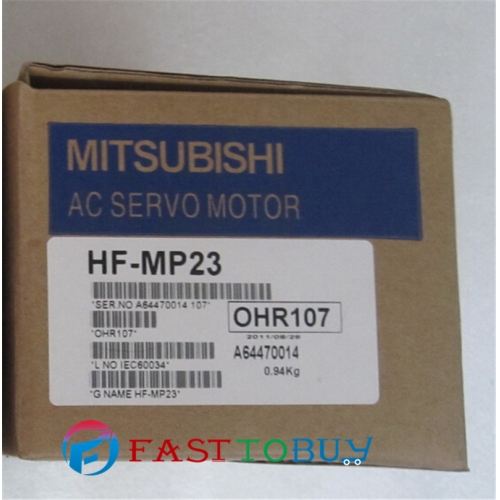 MITSUBISHI
AC SERVO MOTOR
HF-MP23
*SER.NO A64470014 107*
OHR107
*OHR107*
2011/08/26
A64470014
*L NO IEC60034*
0.94Kg
*G NAME HF-MP23*
FASTTOBUY